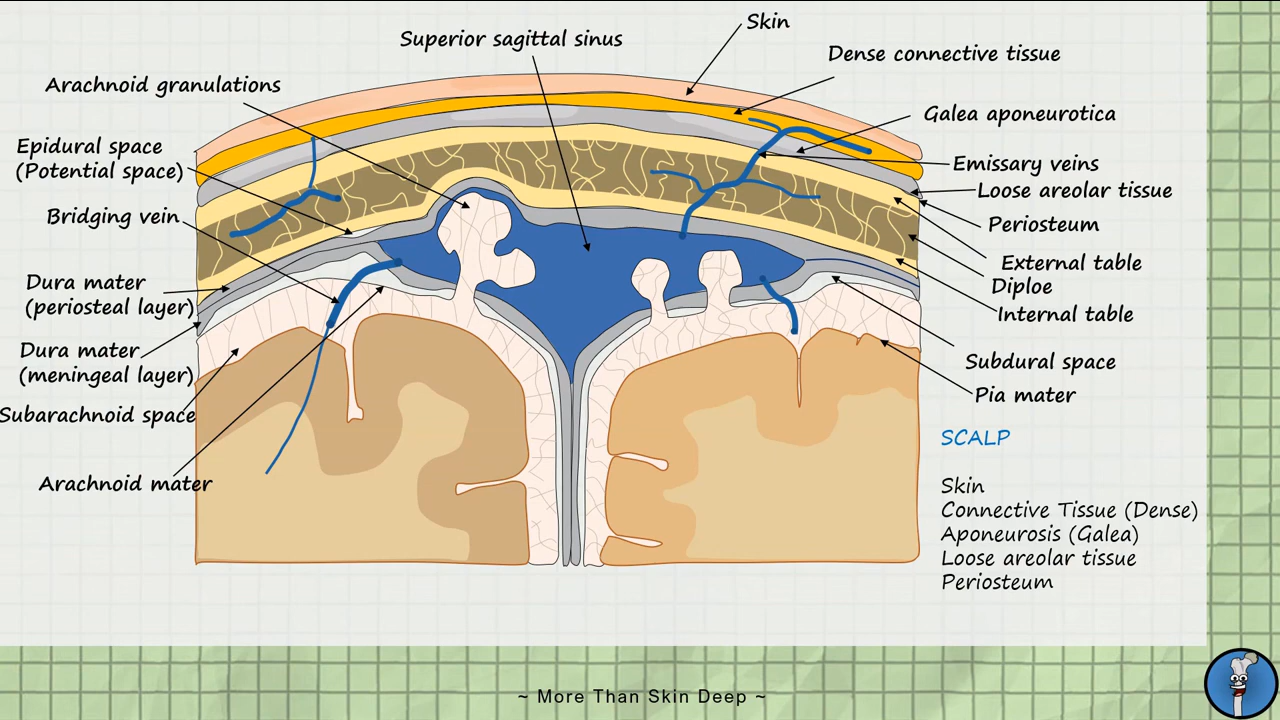 Superior sagittal sinus
Skin
Dense connective tissue
Arachnoid granulations
Galea aponeurotica
Epidural space
(Potential space)
Emissary veins
Loose areolar tissue
Bridging vein
Periosteum
External table
Dura mater
(periosteal layer)
Diploe
Internal table
Dura mater
(meningeal layer)
Subdural space
Pia mater
Subarachnoid space
Arachnoid mater
SCALP
Skin
Connective Tissue (Dense)
Aponeurosis (Galea)
Loose areolar tissue
Periosteum
~ More Than Skin Deep ~